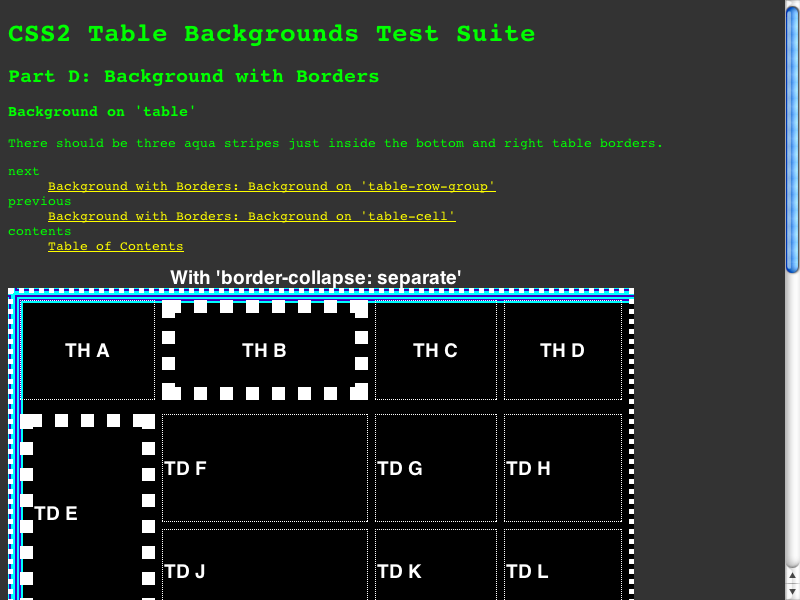 CSS2 Table Backgrounds Test Suite
Part D: Background with Borders
Background on 'table'
There should be three aqua stripes just inside the bottom and right table borders.
next
Background with Borders: Background on 'table-row-group'
previous
Background with Borders: Background on 'table-cell'
contents
Table of Contents
With 'border-collapse: separate'
TH A TH B TH C TH D
TD F TD G TD H
TD E
TD J TD K TD L